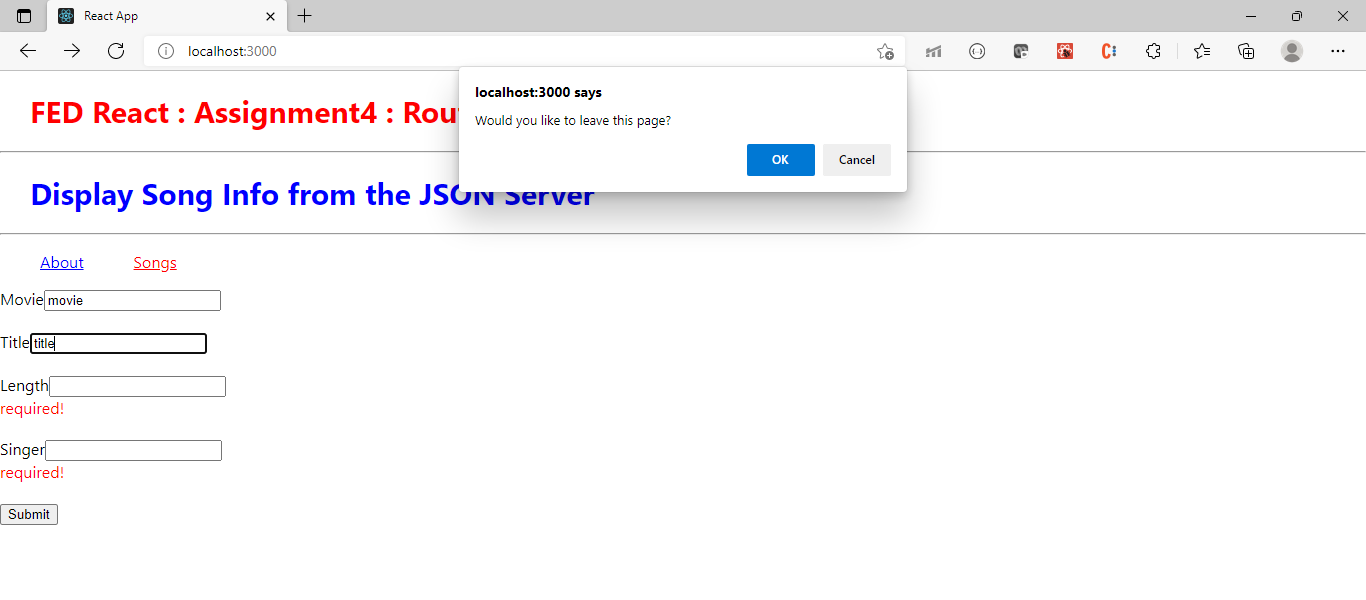 React App
localhost:3000
localhost:3000 says
Would you like to leave this page?
OK Cancel
FED React : Assignment4 : Rou
Display Song Info from the JSON Server
About Songs
Movie movie
Title title
Length
required!
Singer
required!
Submit